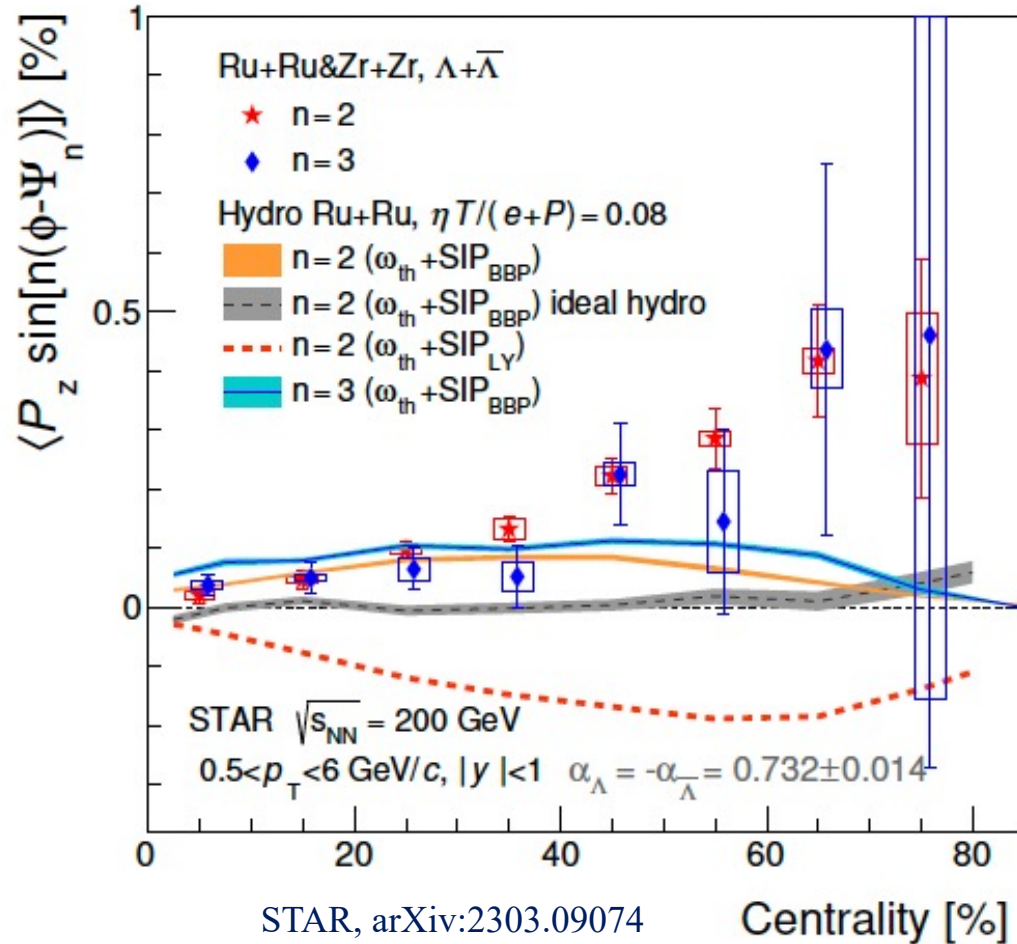 ⟨P_z sin[n(φ-Ψ_n)]⟩ [%]
1
0.5
0
Ru+Ru&Zr+Zr, Λ+Λ̅
n = 2
n = 3
Hydro Ru+Ru, ηT/(e+P) = 0.08
n = 2 (ω_th+SIP_BBP)
n = 2 (ω_th+SIP_BBP) ideal hydro
n = 2 (ω_th+SIP_LY)
n = 3 (ω_th+SIP_BBP)
STAR √s_NN = 200 GeV
0.5<p_T<6 GeV/c, |y|<1 α_Λ = -α_Λ̅ = 0.732±0.014
0 20 40 60 80
STAR, arXiv:2303.09074 Centrality [%]